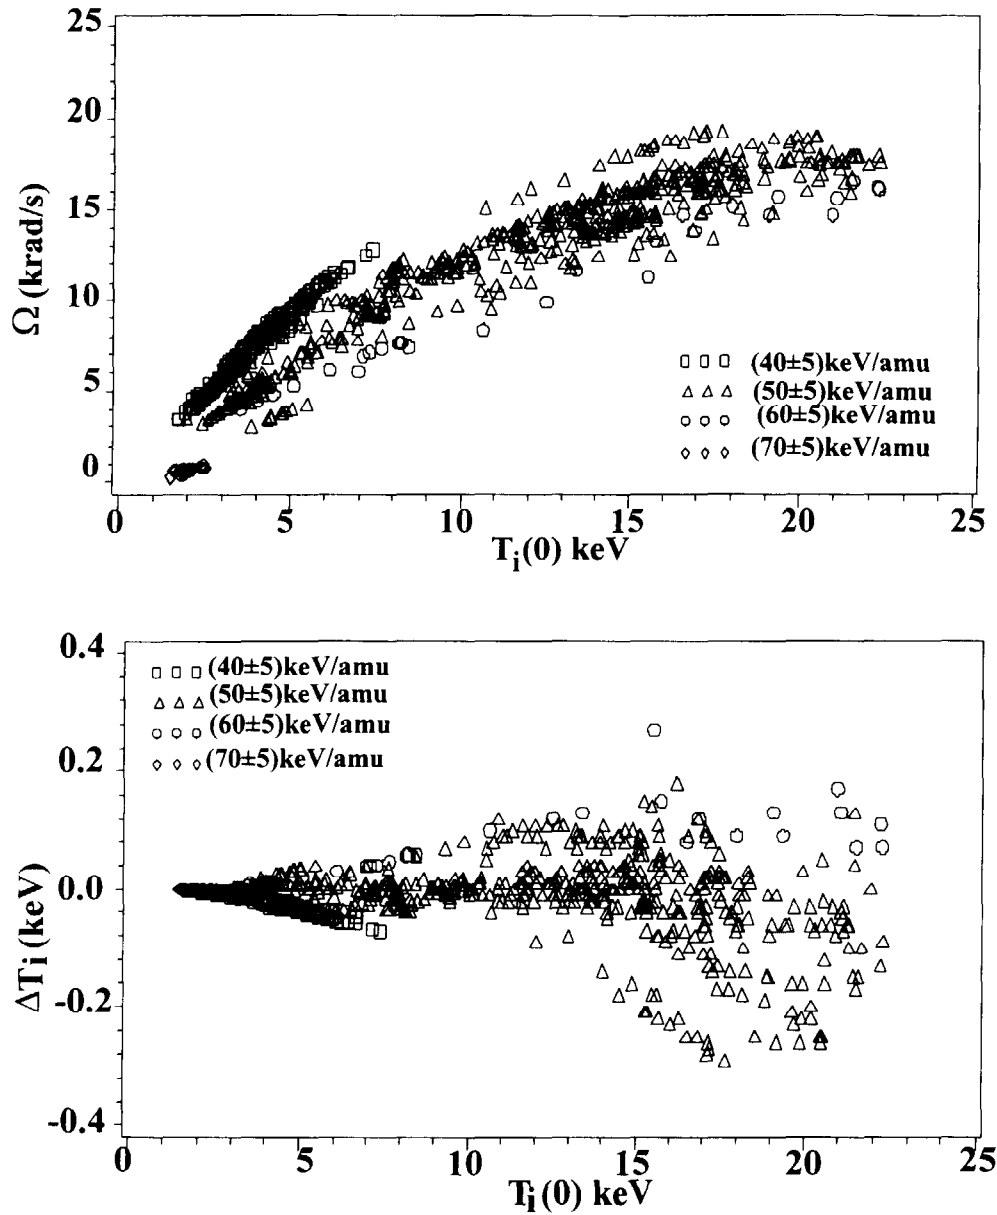 25
20
15
10
5
0
Ω (krad/s)
(40±5)keV/amu
(50±5)keV/amu
(60±5)keV/amu
(70±5)keV/amu
0 5 10 15 20 25
Ti(0) keV
0.4
0.2
0.0
-0.2
-0.4
ΔTi (keV)
(40±5)keV/amu
(50±5)keV/amu
(60±5)keV/amu
(70±5)keV/amu
0 5 10 15 20 25
Ti(0) keV